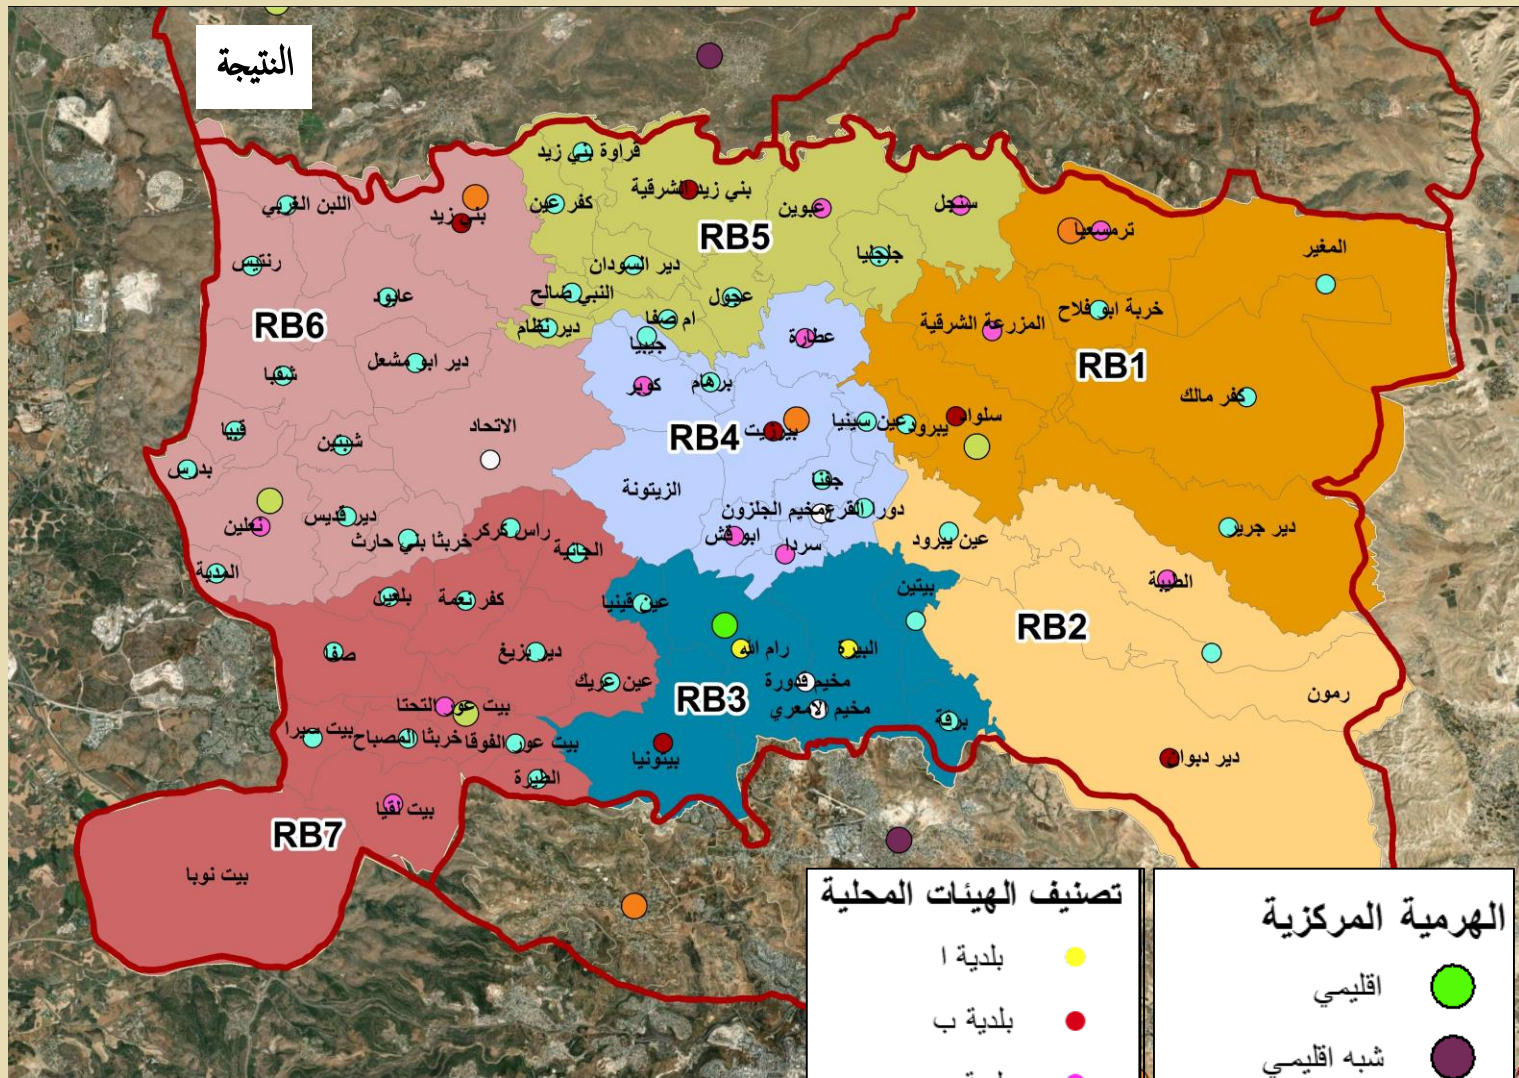 النتيجة
قراوة بني زيد
بني زيد الشرقية
كفر عين
عبوين
سنجل
اللبن الغربي
بني زيد
ترمسعيا
المغير
RB5
جلجليا
رنتيس
دير السودان
النبي صالح
عجول
عابود
خربة ابو فلاح
RB6
دير نظام
ام صفا
جيبيا
عطارة
المزرعة الشرقية
RB1
شقبا
دير ابو مشعل
كوبر
برهام
كفر مالك
قبيا
شبتين
الاتحاد
RB4
بيرزيت
عين سينيا
يبرود
سلواد
بدرس
الزيتونة
جفنا
نعلين
دير قديس
خربثا بني حارث
راس كركر
مخيم الجلزون
دورا القرع
دير جرير
ابو قش
سردا
عين يبرود
المدية
الجانية
الطيبة
بلعين
كفر نعمة
عين قينيا
بيتين
RB2
صفا
دير بزيغ
رام الله
البيرة
عين عريك
مخيم قدورة
رمون
RB3
بيت عور التحتا
مخيم الامعري
برقة
بيت سيرا
خربثا المصباح
بيت عور الفوقا
بيتونيا
دير دبوان
الطيرة
بيت لقيا
RB7
بيت نوبا
تصنيف الهيئات المحلية
بلدية ا
بلدية ب
الهرمية المركزية
اقليمي
شبه اقليمي